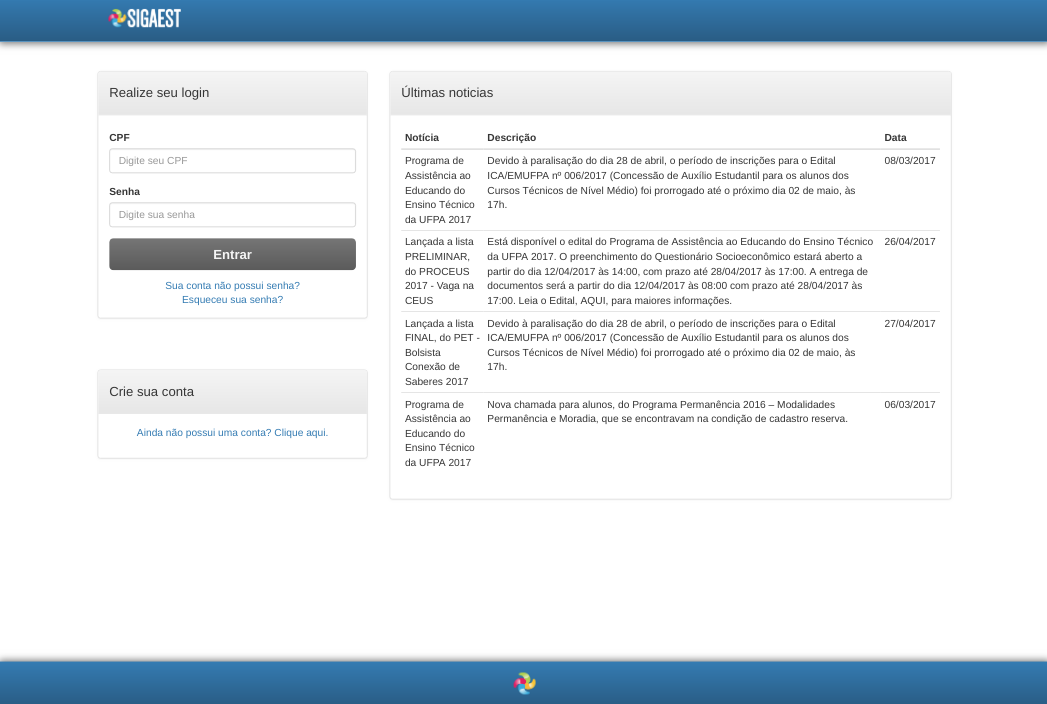 SIGAEST
Realize seu login
CPF
Digite seu CPF
Senha
Digite sua senha
Entrar
Sua conta não possui senha?
Esqueceu sua senha?
Crie sua conta
Ainda não possui uma conta? Clique aqui.
Últimas noticias
Notícia Descrição Data
Programa de
Assistência ao
Educando do
Ensino Técnico
da UFPA 2017
Devido à paralisação do dia 28 de abril, o período de inscrições para o Edital
ICA/EMUFPA nº 006/2017 (Concessão de Auxílio Estudantil para os alunos dos
Cursos Técnicos de Nível Médio) foi prorrogado até o próximo dia 02 de maio, às
17h.
08/03/2017
Lançada a lista
PRELIMINAR,
do PROCEUS
2017 - Vaga na
CEUS
Está disponível o edital do Programa de Assistência ao Educando do Ensino Técnico
da UFPA 2017. O preenchimento do Questionário Socioeconômico estará aberto a
partir do dia 12/04/2017 às 14:00, com prazo até 28/04/2017 às 17:00. A entrega de
documentos será a partir do dia 12/04/2017 às 08:00 com prazo até 28/04/2017 às
17:00. Leia o Edital, AQUI, para maiores informações.
26/04/2017
Lançada a lista
FINAL, do PET -
Bolsista
Conexão de
Saberes 2017
Devido à paralisação do dia 28 de abril, o período de inscrições para o Edital
ICA/EMUFPA nº 006/2017 (Concessão de Auxílio Estudantil para os alunos dos
Cursos Técnicos de Nível Médio) foi prorrogado até o próximo dia 02 de maio, às
17h.
27/04/2017
Programa de
Assistência ao
Educando do
Ensino Técnico
da UFPA 2017
Nova chamada para alunos, do Programa Permanência 2016 – Modalidades
Permanência e Moradia, que se encontravam na condição de cadastro reserva.
06/03/2017